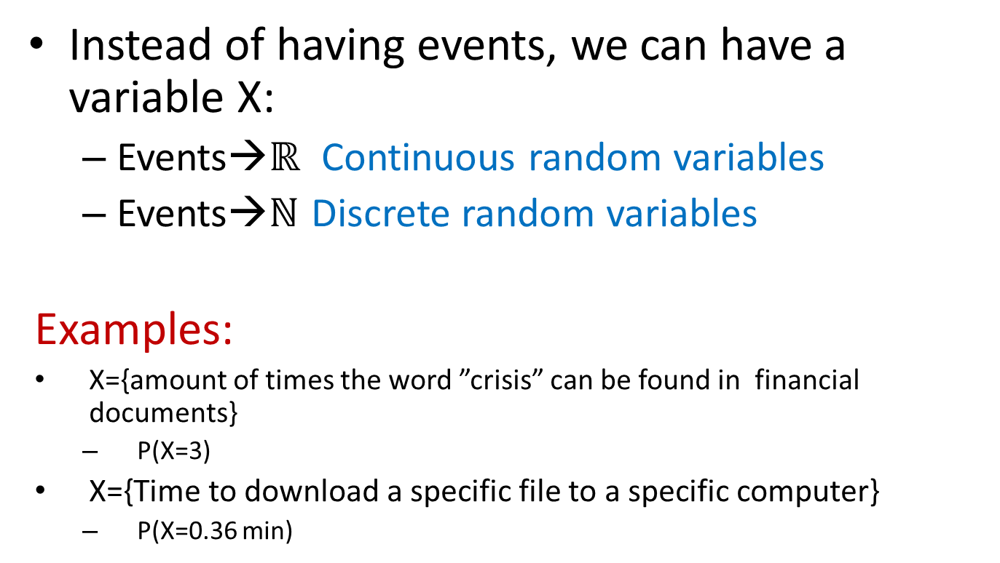 • Instead of having events, we can have a
variable X:
– Events→ℝ Continuous random variables
– Events→ℕ Discrete random variables
Examples:
• X={amount of times the word ”crisis” can be found in financial
documents}
– P(X=3)
• X={Time to download a specific file to a specific computer}
– P(X=0.36 min)